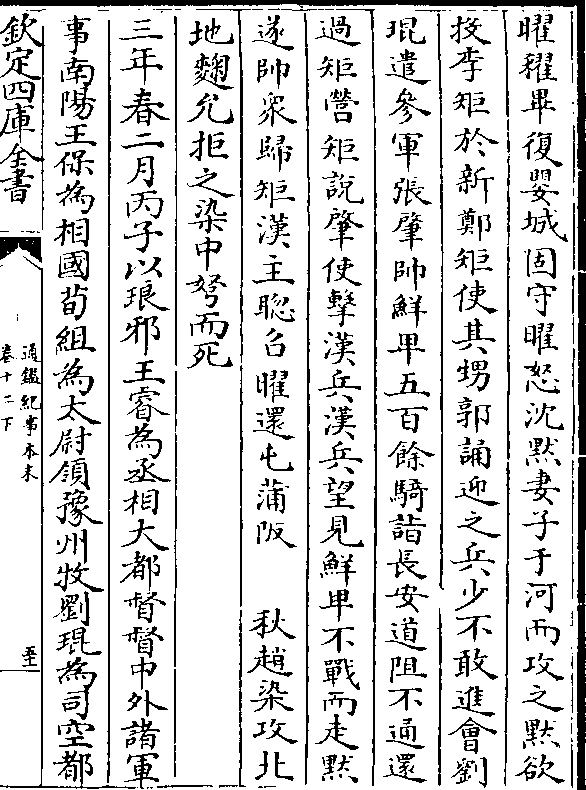 曜糴畢復嬰城固守曜怒沈黙妻子于河而攻之黙欲
投李矩於新鄭矩使其甥郭誦迎之兵少不敢進會劉
琨遣參軍張肇帥鮮卑五百餘騎詣長安道阻不通還
過矩營矩說肇使擊漢兵漢兵望見鮮卑不戰而走黙
遂帥衆歸矩漢主聦召曜還屯蒲阪　秋趙染攻北
地麴允拒之染中弩而死
三年春二月丙子以琅邪王睿為丞相大都督督中外諸軍
事南陽王保為相國荀組為太尉領豫州牧劉琨為司空都
欽定四庫全書
通鑑紀事本末
卷十二下